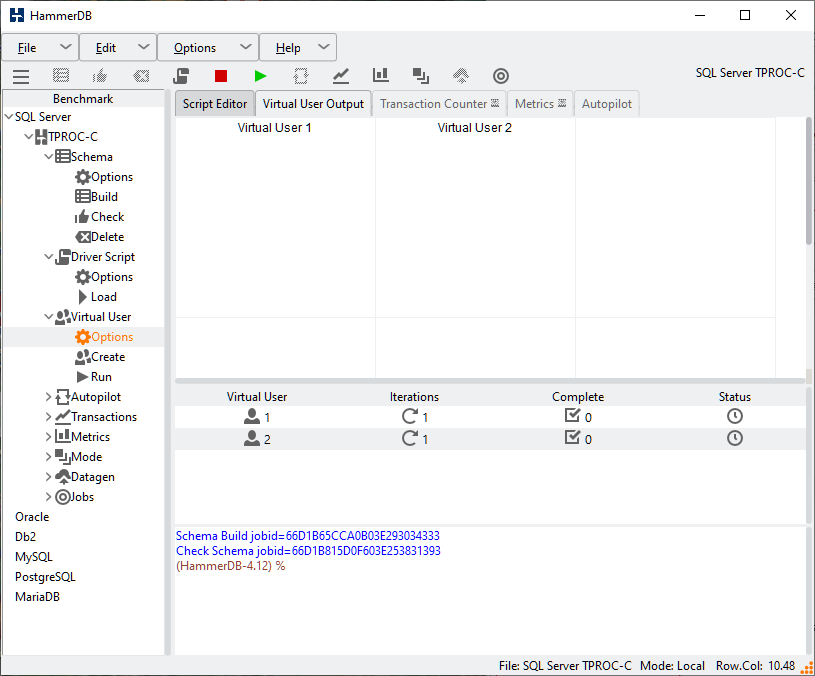 HammerDB
File Edit Options Help
SQL Server TPROC-C
Benchmark
SQL Server
TPROC-C
Schema
Options
Build
Check
Delete
Driver Script
Options
Load
Virtual User
Options
Create
Run
Autopilot
Transactions
Metrics
Mode
Datagen
Jobs
Oracle
Db2
MySQL
PostgreSQL
MariaDB
Script Editor Virtual User Output Transaction Counter Metrics Autopilot
Virtual User 1 Virtual User 2
Virtual User Iterations Complete Status
1 1 0
2 1 0
Schema Build jobid=66D1B65CCA0B03E293034333
Check Schema jobid=66D1B815D0F603E253831393
(HammerDB-4.12) %
File: SQL Server TPROC-C Mode: Local Row.Col: 10.48